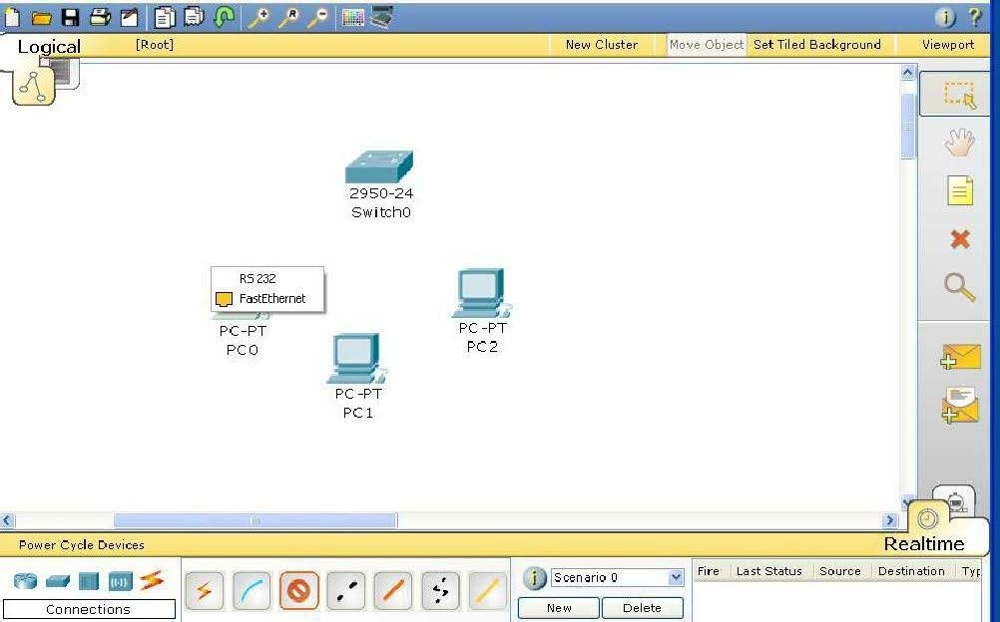 Logical
[Root]
New Cluster
Move Object
Set Tiled Background
Viewport
2950-24
Switch0
RS 232
FastEthernet
PC-PT
PC0
PC-PT
PC1
PC-PT
PC2
Power Cycle Devices
Realtime
Connections
Scenario 0
New
Delete
Fire
Last Status
Source
Destination
Typ